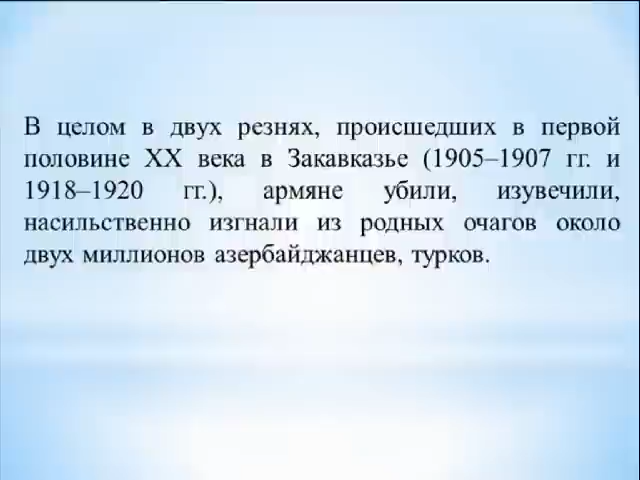 В целом в двух резнях, происшедших в первой
половине XX века в Закавказье (1905–1907 гг. и
1918–1920 гг.), армяне убили, изувечили,
насильственно изгнали из родных очагов около
двух миллионов азербайджанцев, турков.